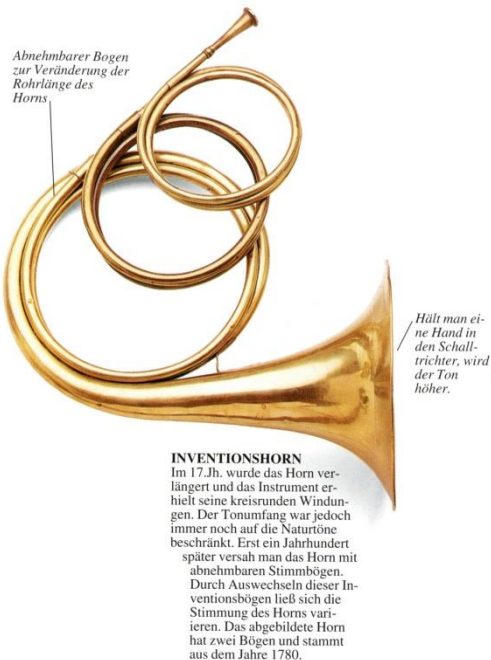 Abnehmbarer Bogen
zur Veränderung der
Rohrlänge des
Horns
Hält man ei-
ne Hand in
den Schall-
trichter, wird
der Ton
höher.
INVENTIONSHORN
Im 17.Jh. wurde das Horn ver-
längert und das Instrument er-
hielt seine kreisrunden Windun-
gen. Der Tonumfang war jedoch
immer noch auf die Naturtöne
beschränkt. Erst ein Jahrhundert
später versah man das Horn mit
abnehmbaren Stimmbögen.
Durch Auswechseln dieser In-
ventionsbögen ließ sich die
Stimmung des Horns vari-
ieren. Das abgebildete Horn
hat zwei Bögen und stammt
aus dem Jahre 1780.